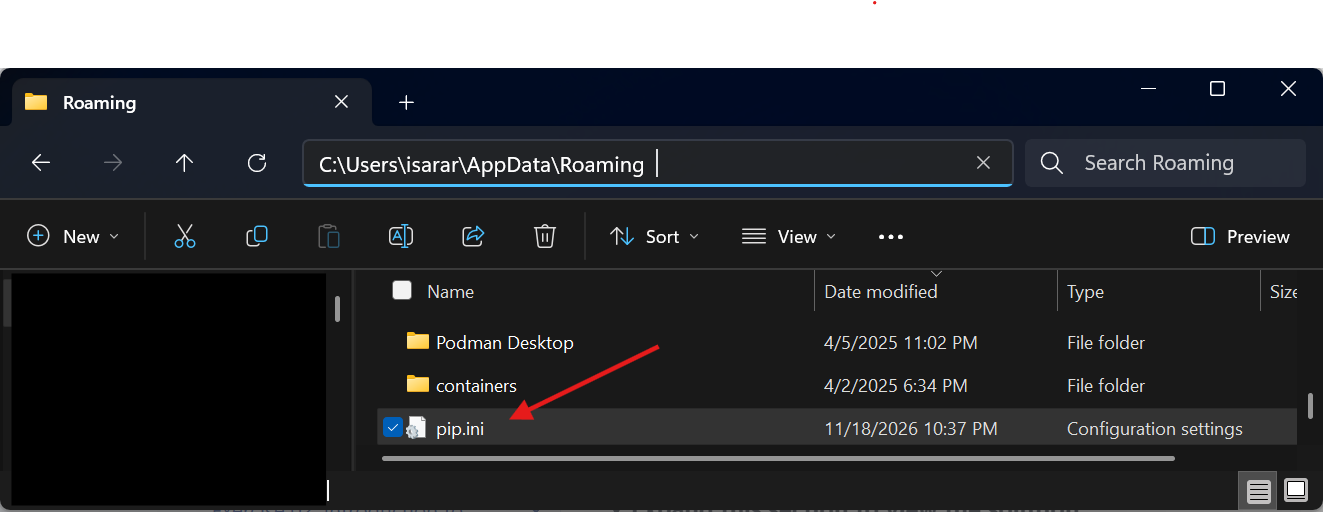 Roaming
C:\Users\isarar\AppData\Roaming
Search Roaming
New
Sort
View
Preview
Name
Date modified
Type
Size
Podman Desktop
4/5/2025 11:02 PM
File folder
containers
4/2/2025 6:34 PM
File folder
pip.ini
11/18/2026 10:37 PM
Configuration settings